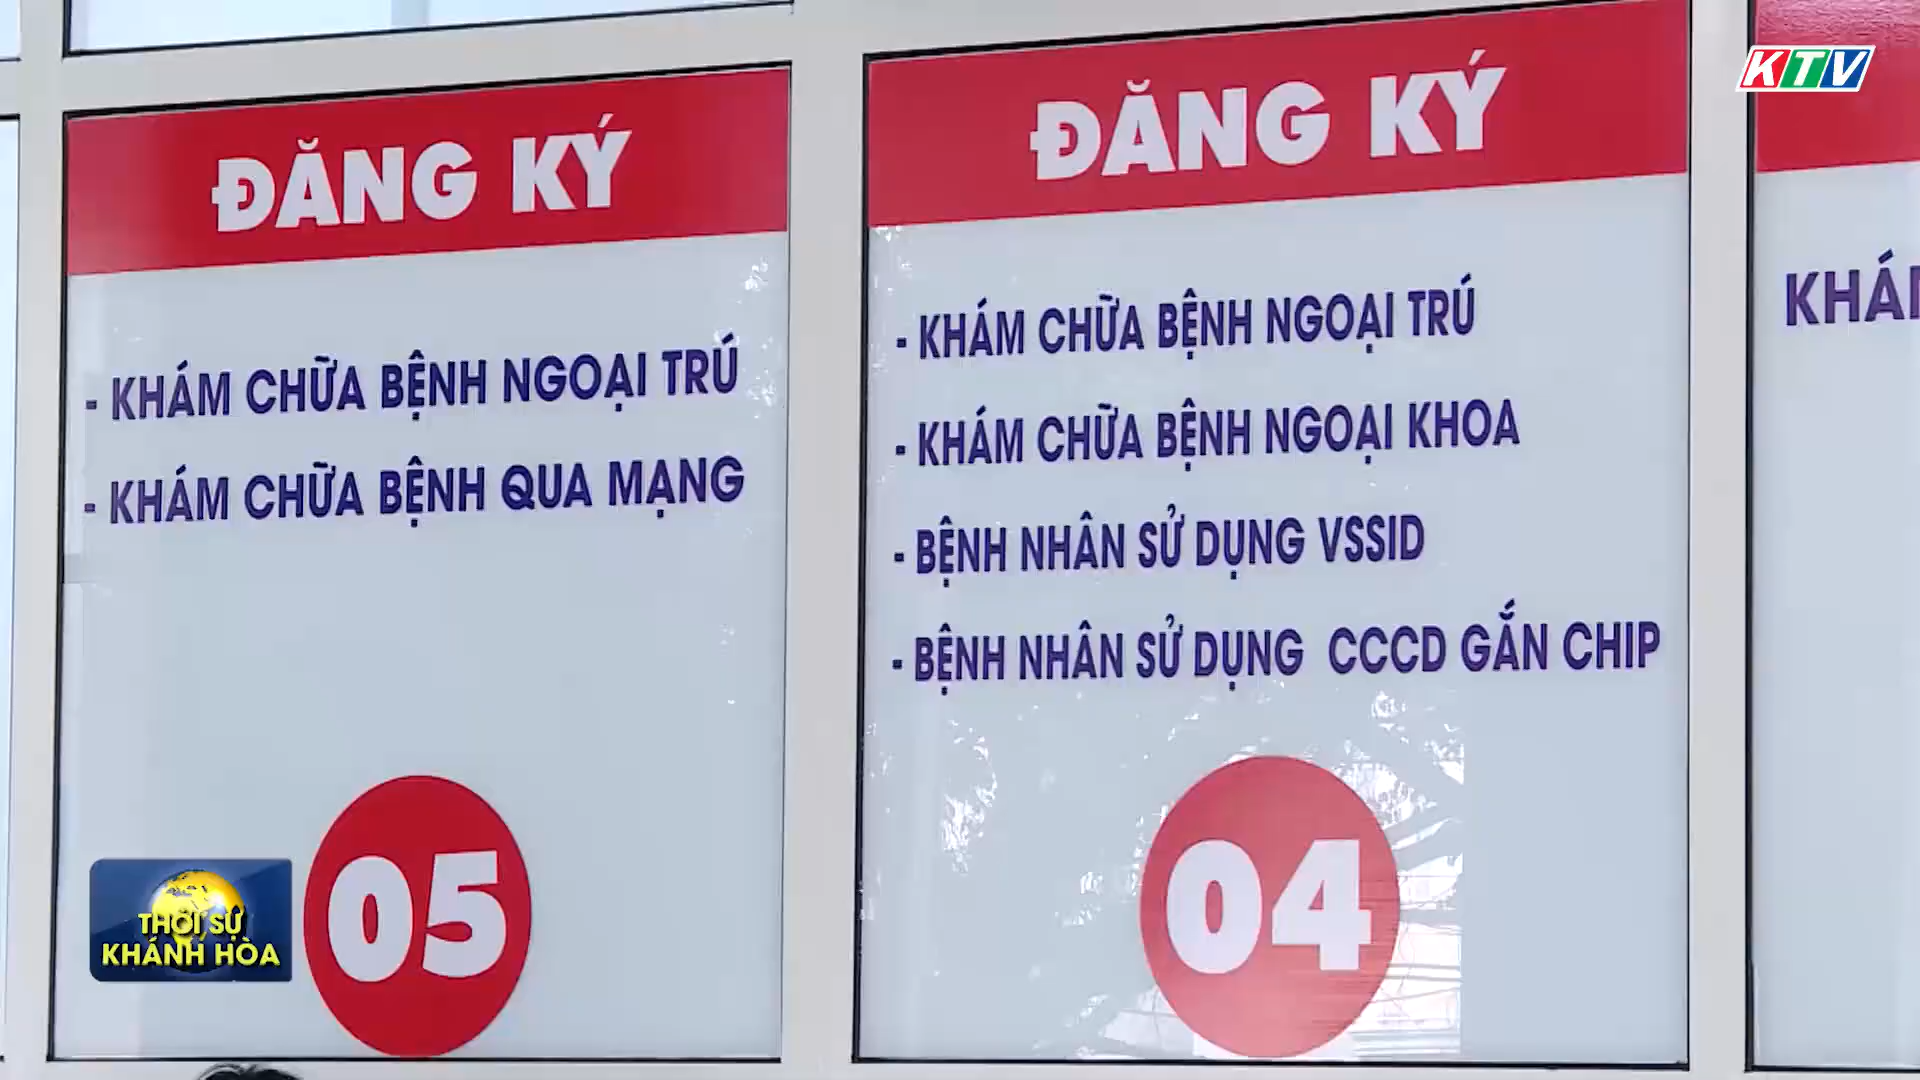 KTV
ĐĂNG KÝ
- KHÁM CHỮA BỆNH NGOẠI TRÚ
- KHÁM CHỮA BỆNH QUA MẠNG
05
ĐĂNG KÝ
- KHÁM CHỮA BỆNH NGOẠI TRÚ
- KHÁM CHỮA BỆNH NGOẠI KHOA
- BỆNH NHÂN SỬ DỤNG VSSID
- BỆNH NHÂN SỬ DỤNG CCCD GẮN CHIP
04
THỜI SỰ
KHÁNH HÒA